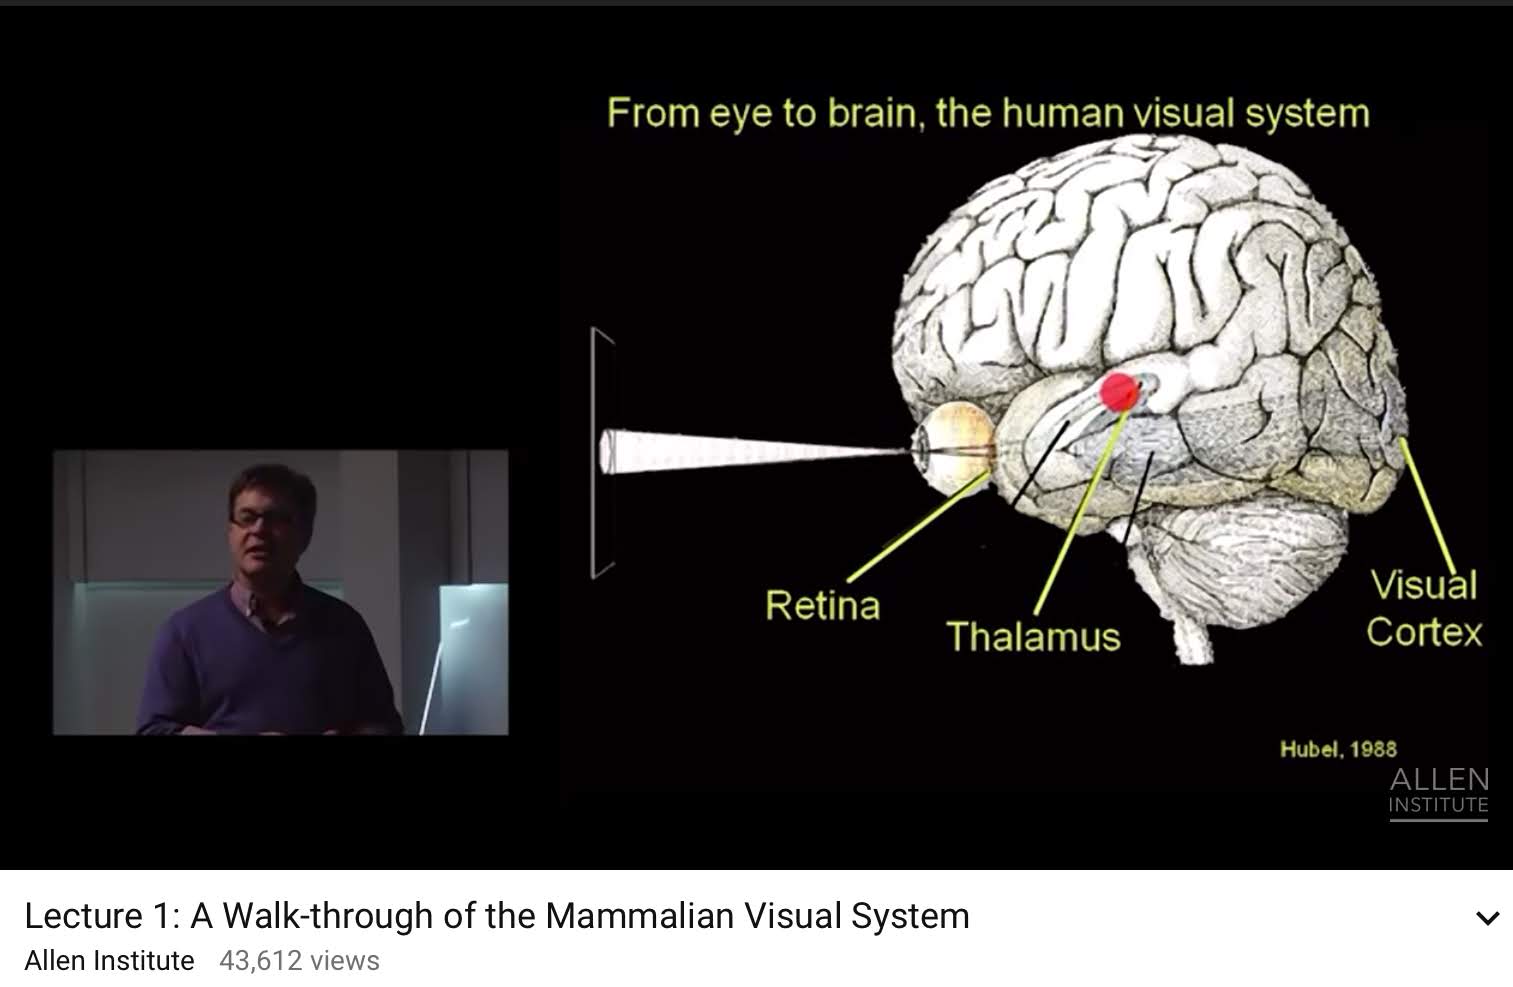 From eye to brain, the human visual system
Retina
Thalamus
Visual
Cortex
Hubel, 1988
ALLEN
INSTITUTE
Lecture 1: A Walk-through of the Mammalian Visual System
Allen Institute 43,612 views